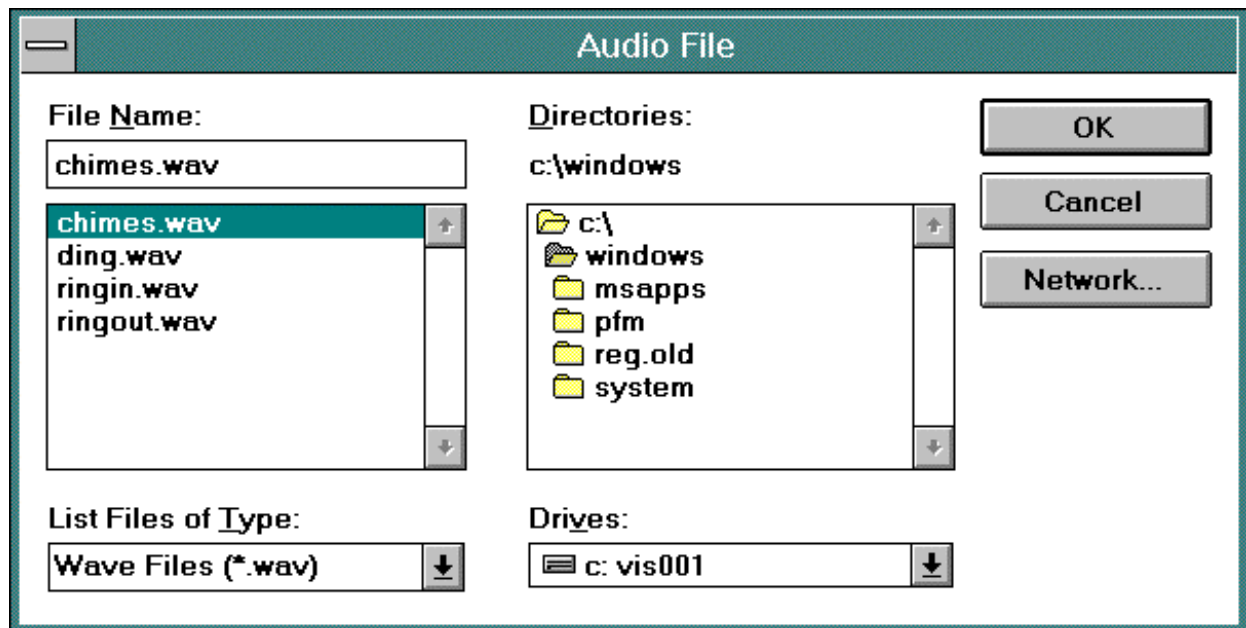 Audio File
File Name:
chimes.wav
chimes.wav
ding.wav
ringin.wav
ringout.wav
List Files of Type:
Wave Files (*.wav)
Directories:
c:\windows
c:\
windows
msapps
pfm
reg.old
system
Drives:
c: vis001
OK
Cancel
Network...